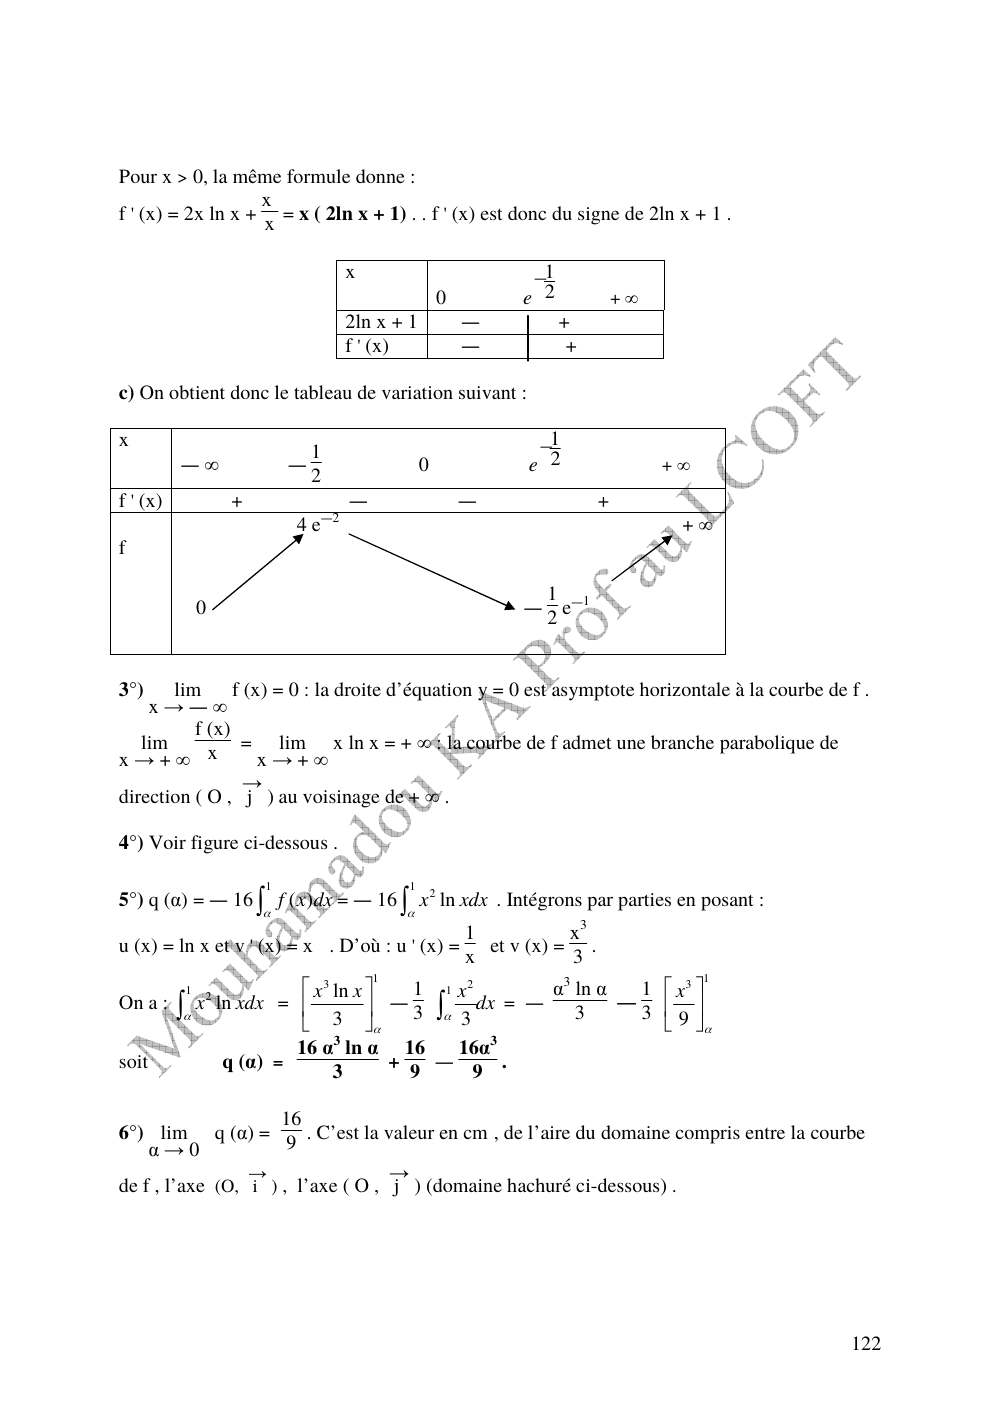 Pour x > 0, la même formule donne :
f ' (x) = 2x ln x + x/x = x ( 2ln x + 1) . . f ' (x) est donc du signe de 2ln x + 1 .
x 0 e^(—1/2) + ∞
2ln x + 1 — +
f ' (x) — +
c) On obtient donc le tableau de variation suivant :
x — ∞ — 1/2 0 e^(—1/2) + ∞
f ' (x) + — — +
4 e^—2 + ∞
f
0 — 1/2 e^—1
3°) lim x → — ∞ f (x) = 0 : la droite d’équation y = 0 est asymptote horizontale à la courbe de f .
lim x → + ∞ f (x)/x = lim x → + ∞ x ln x = + ∞ : la courbe de f admet une branche parabolique de
direction ( O , j→ ) au voisinage de + ∞ .
4°) Voir figure ci-dessous .
5°) q (α) = — 16 ∫_α^1 f (x)dx = — 16 ∫_α^1 x² ln xdx . Intégrons par parties en posant :
u (x) = ln x et v ' (x) = x . D’où : u ' (x) = 1/x et v (x) = x³/3 .
On a : ∫_α^1 x² ln xdx = [x³ ln x/3]_α^1 — 1/3 ∫_α^1 x²/3 dx = — α³ ln α/3 — 1/3 [x³/9]_α^1
soit q (α) = 16 α³ ln α/3 + 16/9 — 16α³/9 .
6°) lim α → 0 q (α) = 16/9 . C’est la valeur en cm , de l’aire du domaine compris entre la courbe
de f , l’axe (O, i→ ) , l’axe ( O , j→ ) (domaine hachuré ci-dessous) .
122
Mouhamadou KA Prof au LCOFT